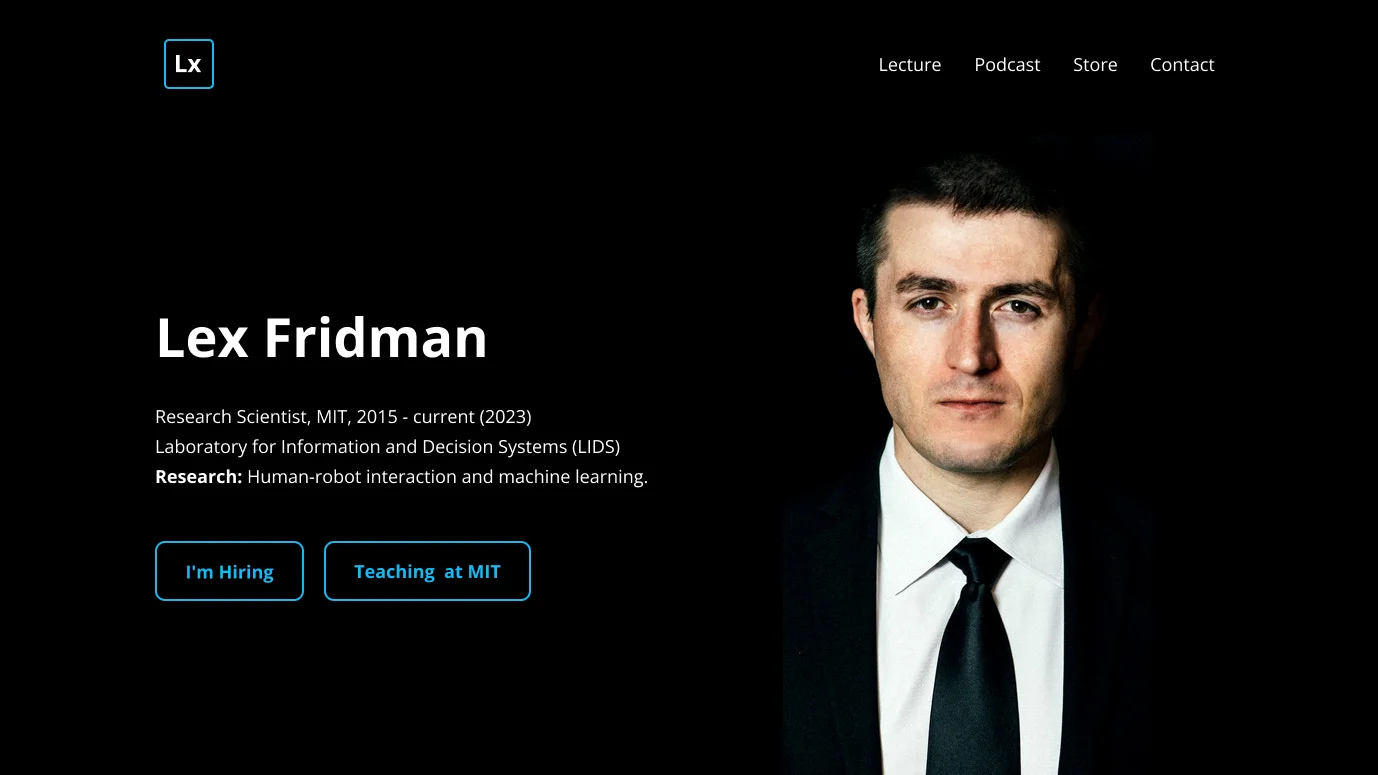 Lx
Lecture Podcast Store Contact
Lex Fridman
Research Scientist, MIT, 2015 - current (2023)
Laboratory for Information and Decision Systems (LIDS)
Research: Human-robot interaction and machine learning.
I'm Hiring
Teaching at MIT